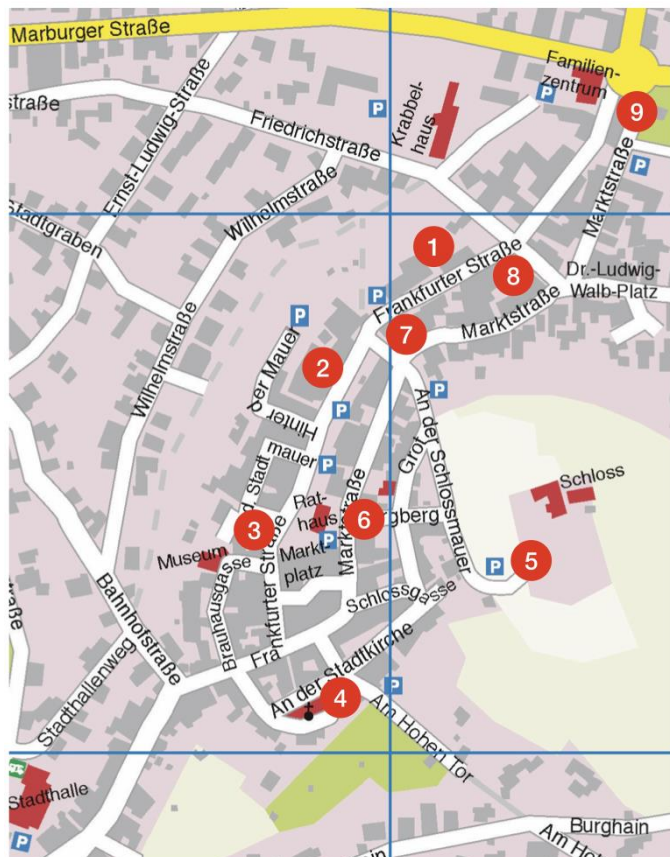 Marburger Straße
Familien-
zentrum
P
9
P
Krabbel-
haus
straße
Ernst-Ludwig-Straße
Friedrichstraße
Marktstraße
P
Stadtgraben
Wilhelmstraße
1
Frankfurter Straße
8
Dr.-Ludwig-
Walb-Platz
P
P
7
Marktstraße
Hinter
der Mauer
2
P
An der Schlossmauer
P
Wilhelmstraße
mauer
d. Stadt
P
Grot
Schloss
Rat-
haus
Marktstraße
6
rgberg
3
P
Museum
Markt-
platz
Frankfurter Straße
P
5
Brauhausgasse
Schlossgasse
Bahnhofstraße
Fra
An der Stadtkirche
Stadthallenweg
4
P
Am Hohen Tor
Stadthalle
P
Burghain
Am Ho
ain
raße